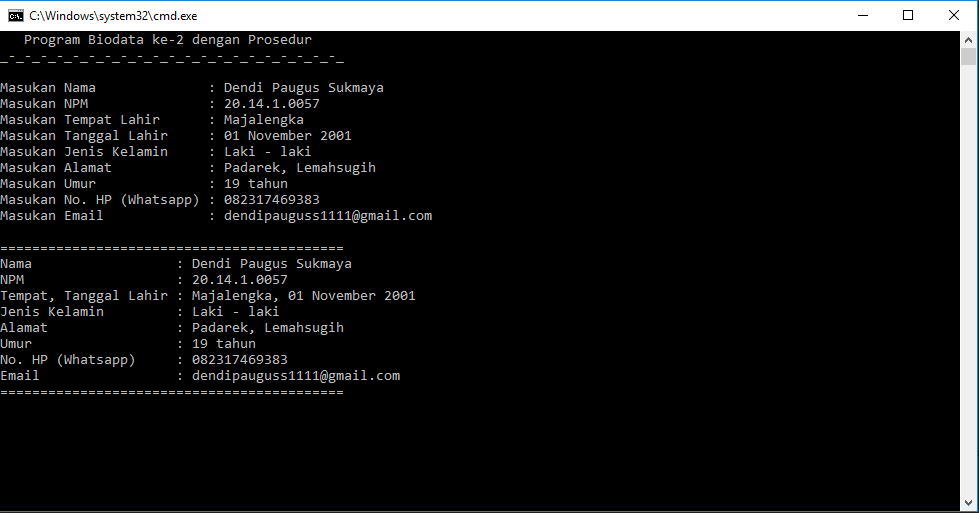 C:\Windows\system32\cmd.exe
Program Biodata ke-2 dengan Prosedur
_-_-_-_-_-_-_-_-_-_-_-_-_-_-_-_-_-_-_-_-_-_
Masukan Nama : Dendi Paugus Sukmaya
Masukan NPM : 20.14.1.0057
Masukan Tempat Lahir : Majalengka
Masukan Tanggal Lahir : 01 November 2001
Masukan Jenis Kelamin : Laki - laki
Masukan Alamat : Padarek, Lemahsugih
Masukan Umur : 19 tahun
Masukan No. HP (Whatsapp) : 082317469383
Masukan Email : dendipauguss1111@gmail.com
===========================================
Nama : Dendi Paugus Sukmaya
NPM : 20.14.1.0057
Tempat, Tanggal Lahir : Majalengka, 01 November 2001
Jenis Kelamin : Laki - laki
Alamat : Padarek, Lemahsugih
Umur : 19 tahun
No. HP (Whatsapp) : 082317469383
Email : dendipauguss1111@gmail.com
===========================================